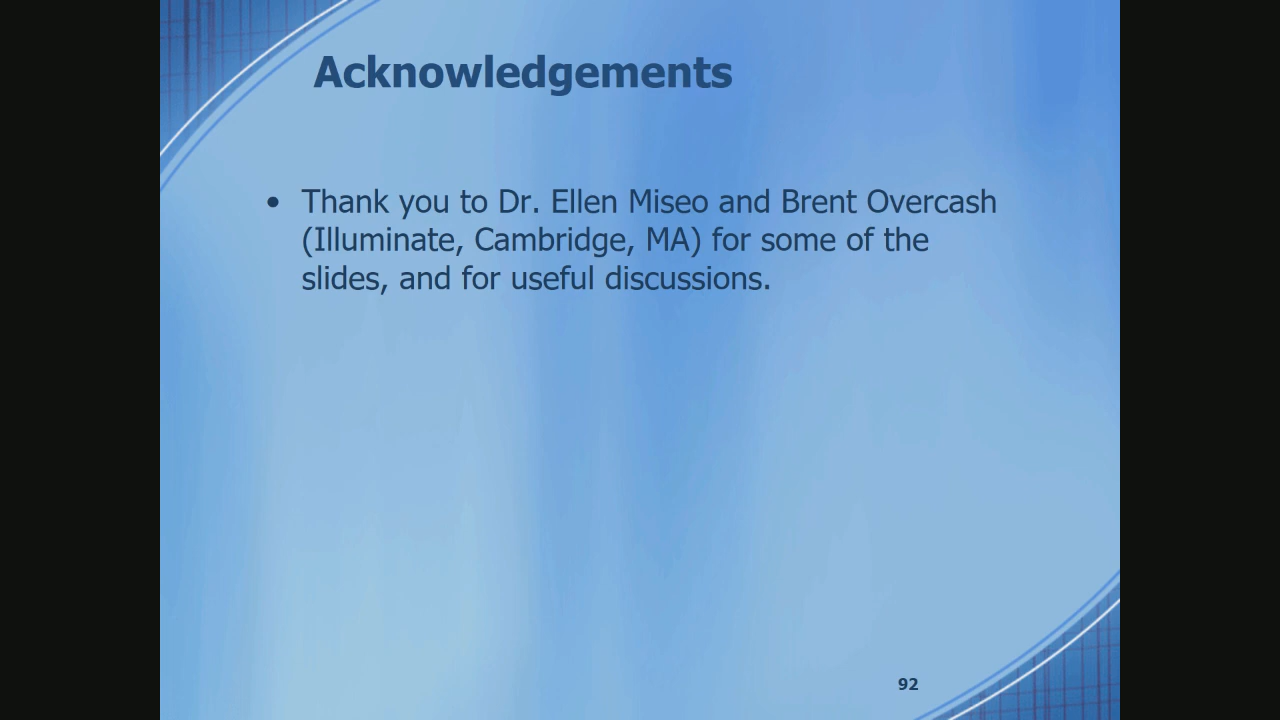 Acknowledgements
• Thank you to Dr. Ellen Miseo and Brent Overcash
(Illuminate, Cambridge, MA) for some of the
slides, and for useful discussions.
92